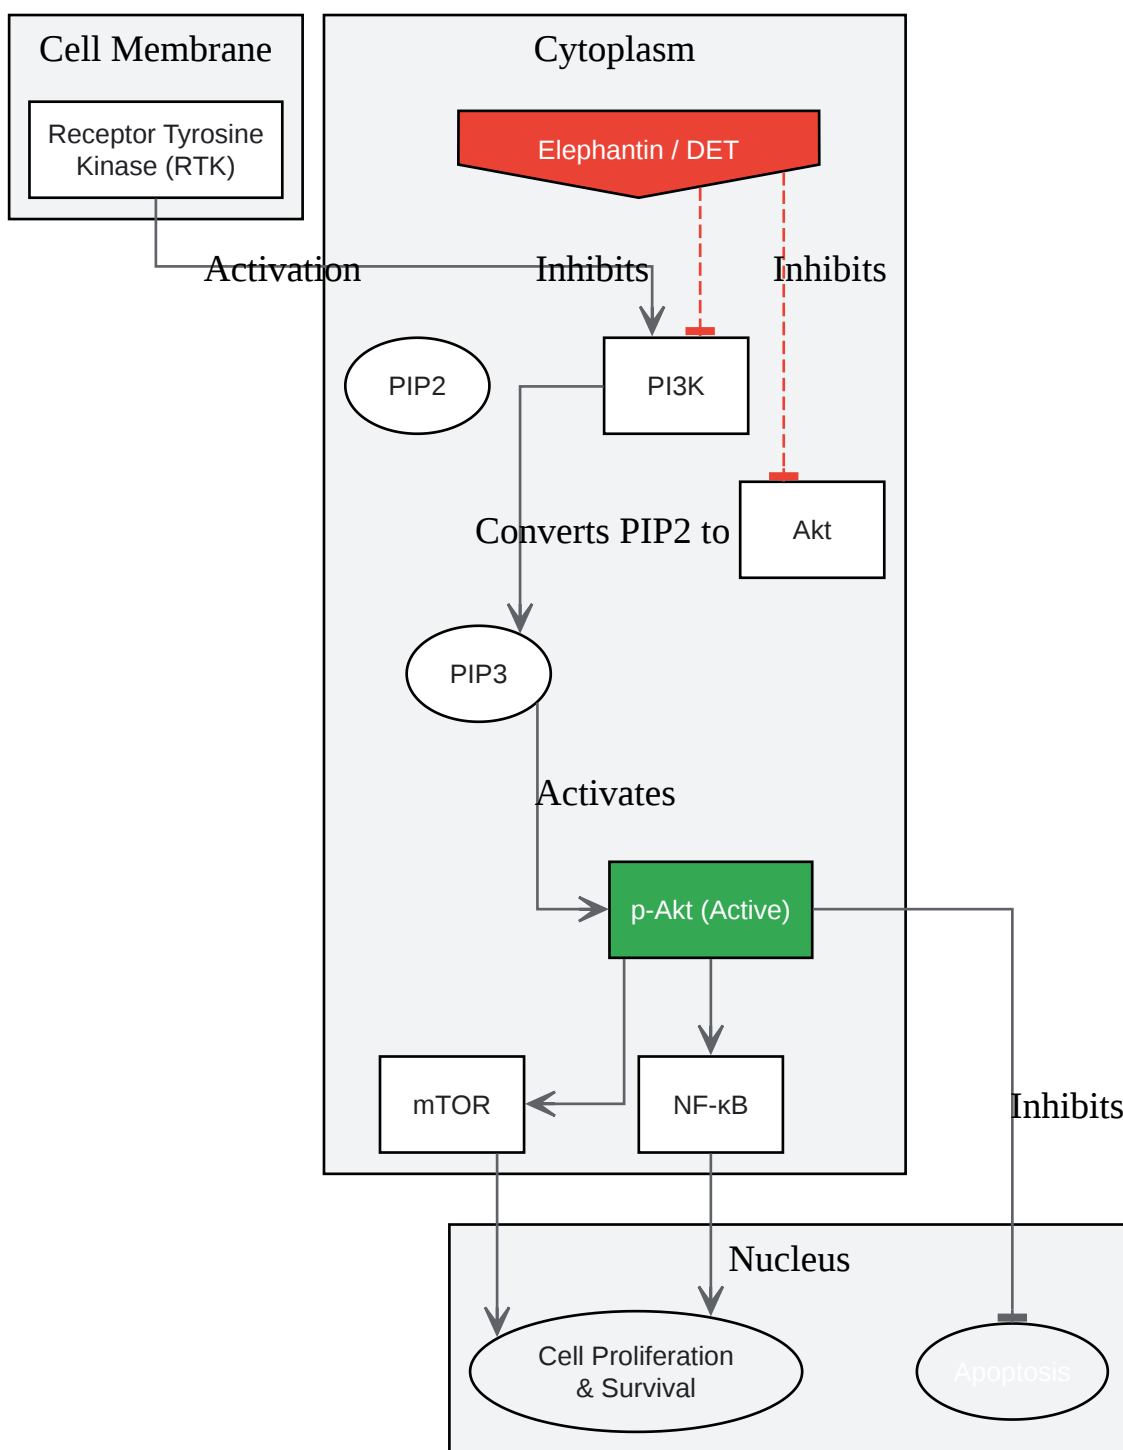 Cell Membrane
Cytoplasm
Receptor Tyrosine
Kinase (RTK)
Elephantin / DET
Activation
Inhibits
Inhibits
PIP2
PI3K
Converts PIP2 to
Akt
PIP3
Activates
p-Akt (Active)
mTOR
NF-κB
Inhibits
Nucleus
Cell Proliferation
& Survival
Apoptosis